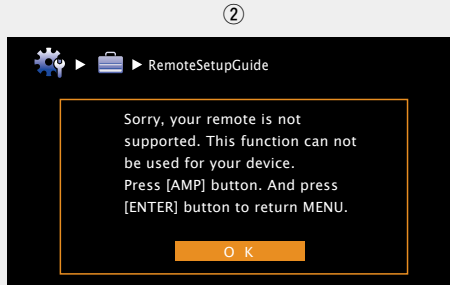 ②
▶ ▶ RemoteSetupGuide
Sorry, your remote is not
supported. This function can not
be used for your device.
Press [AMP] button. And press
[ENTER] button to return MENU.
O K